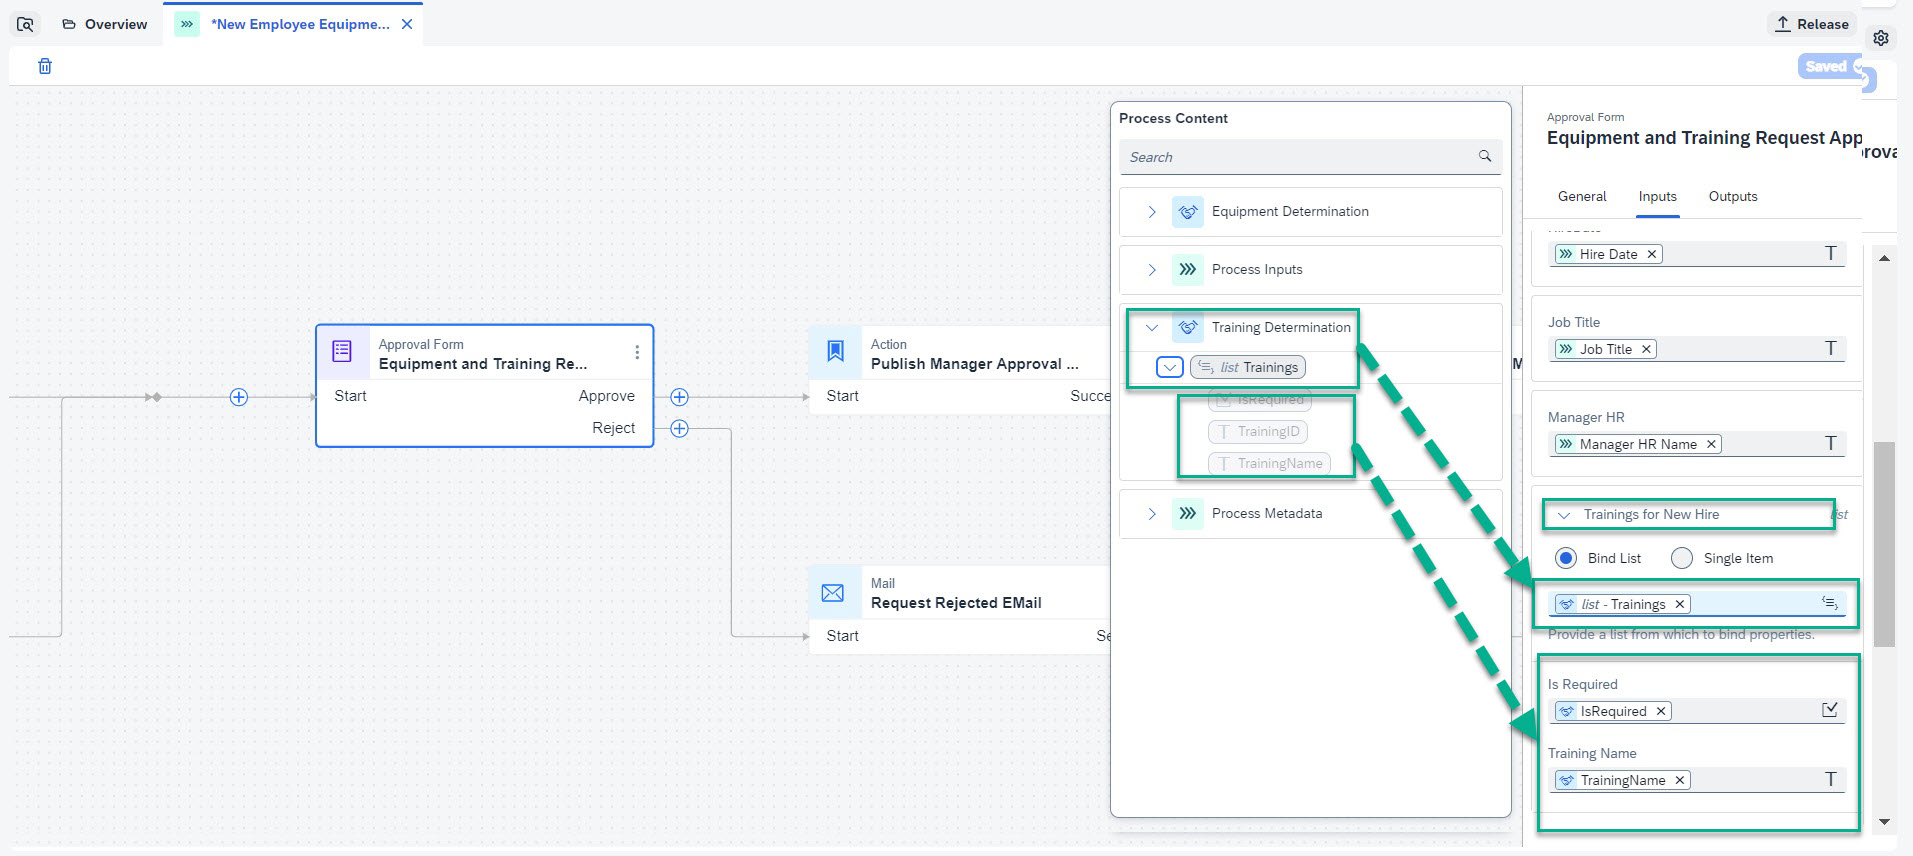 Overview
*New Employee Equipme...
Release
Saved
Approval Form
Equipment and Training Re...
Start
Approve
Reject
Action
Publish Manager Approval ...
Start
Succe
M
Mail
Request Rejected EMail
Start
Se
Process Content
Search
Equipment Determination
Process Inputs
Training Determination
list Trainings
IsRequired
TrainingID
TrainingName
Process Metadata
Approval Form
Equipment and Training Request App
rova
General
Inputs
Outputs
Hire Date
Job Title
Job Title
Manager HR
Manager HR Name
Trainings for New Hire
list
Bind List
Single Item
list - Trainings
Provide a list from which to bind properties.
Is Required
IsRequired
Training Name
TrainingName